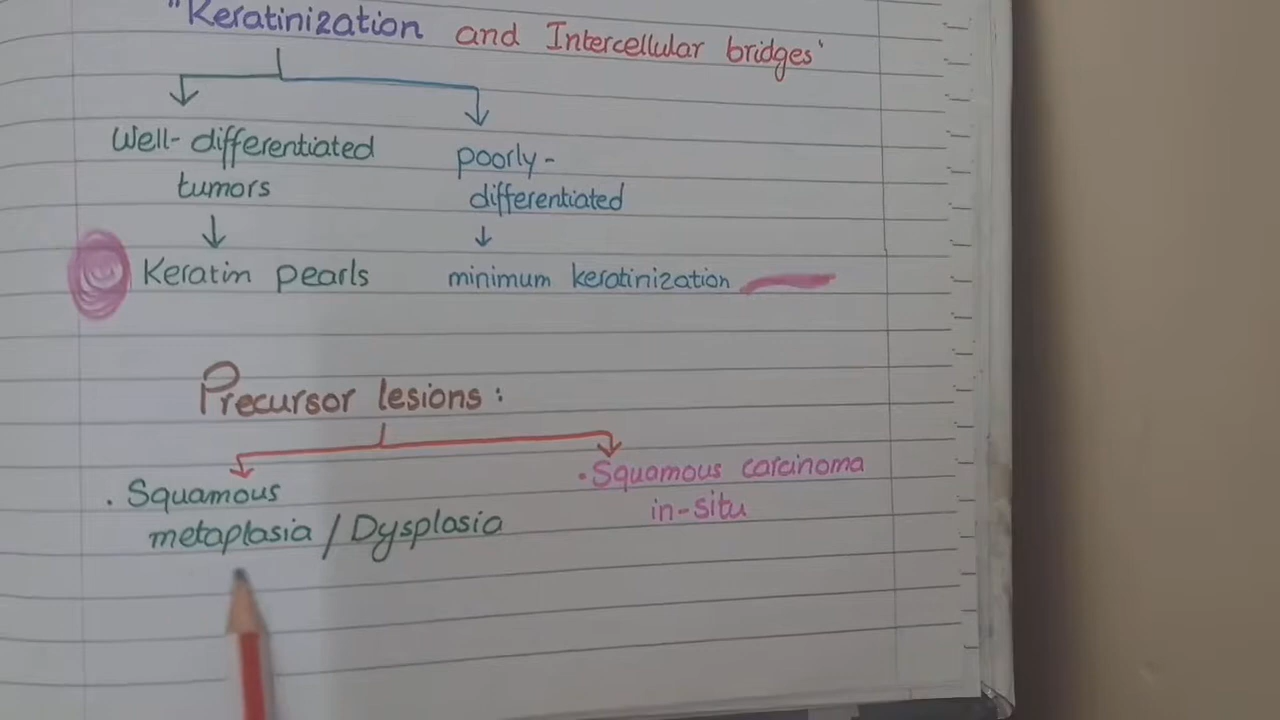 "Keratinization and Intercellular bridges"
Well-differentiated poorly-
tumors differentiated
Keratin pearls minimum keratinization
Precursor lesions:
. Squamous . Squamous carcinoma
metaplasia / Dysplasia in-situ